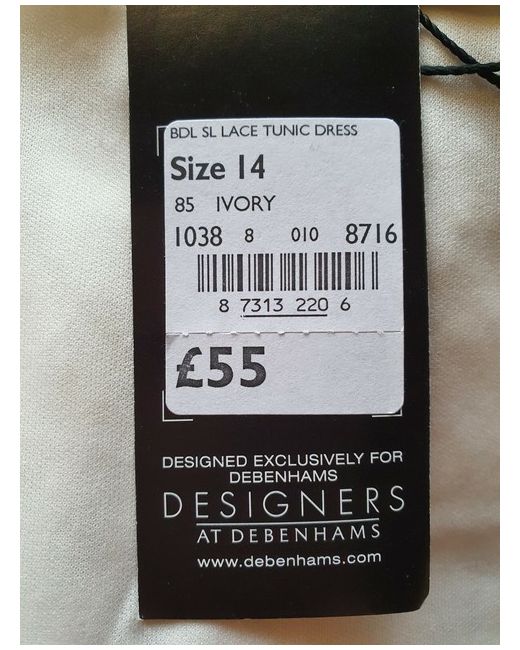 BDL SL LACE TUNIC DRESS
Size 14
85 IVORY
1038 8 010 8716
8 7313 220 6
£55
DESIGNED EXCLUSIVELY FOR
DEBENHAMS
DESIGNERS
AT DEBENHAMS
www.debenhams.com